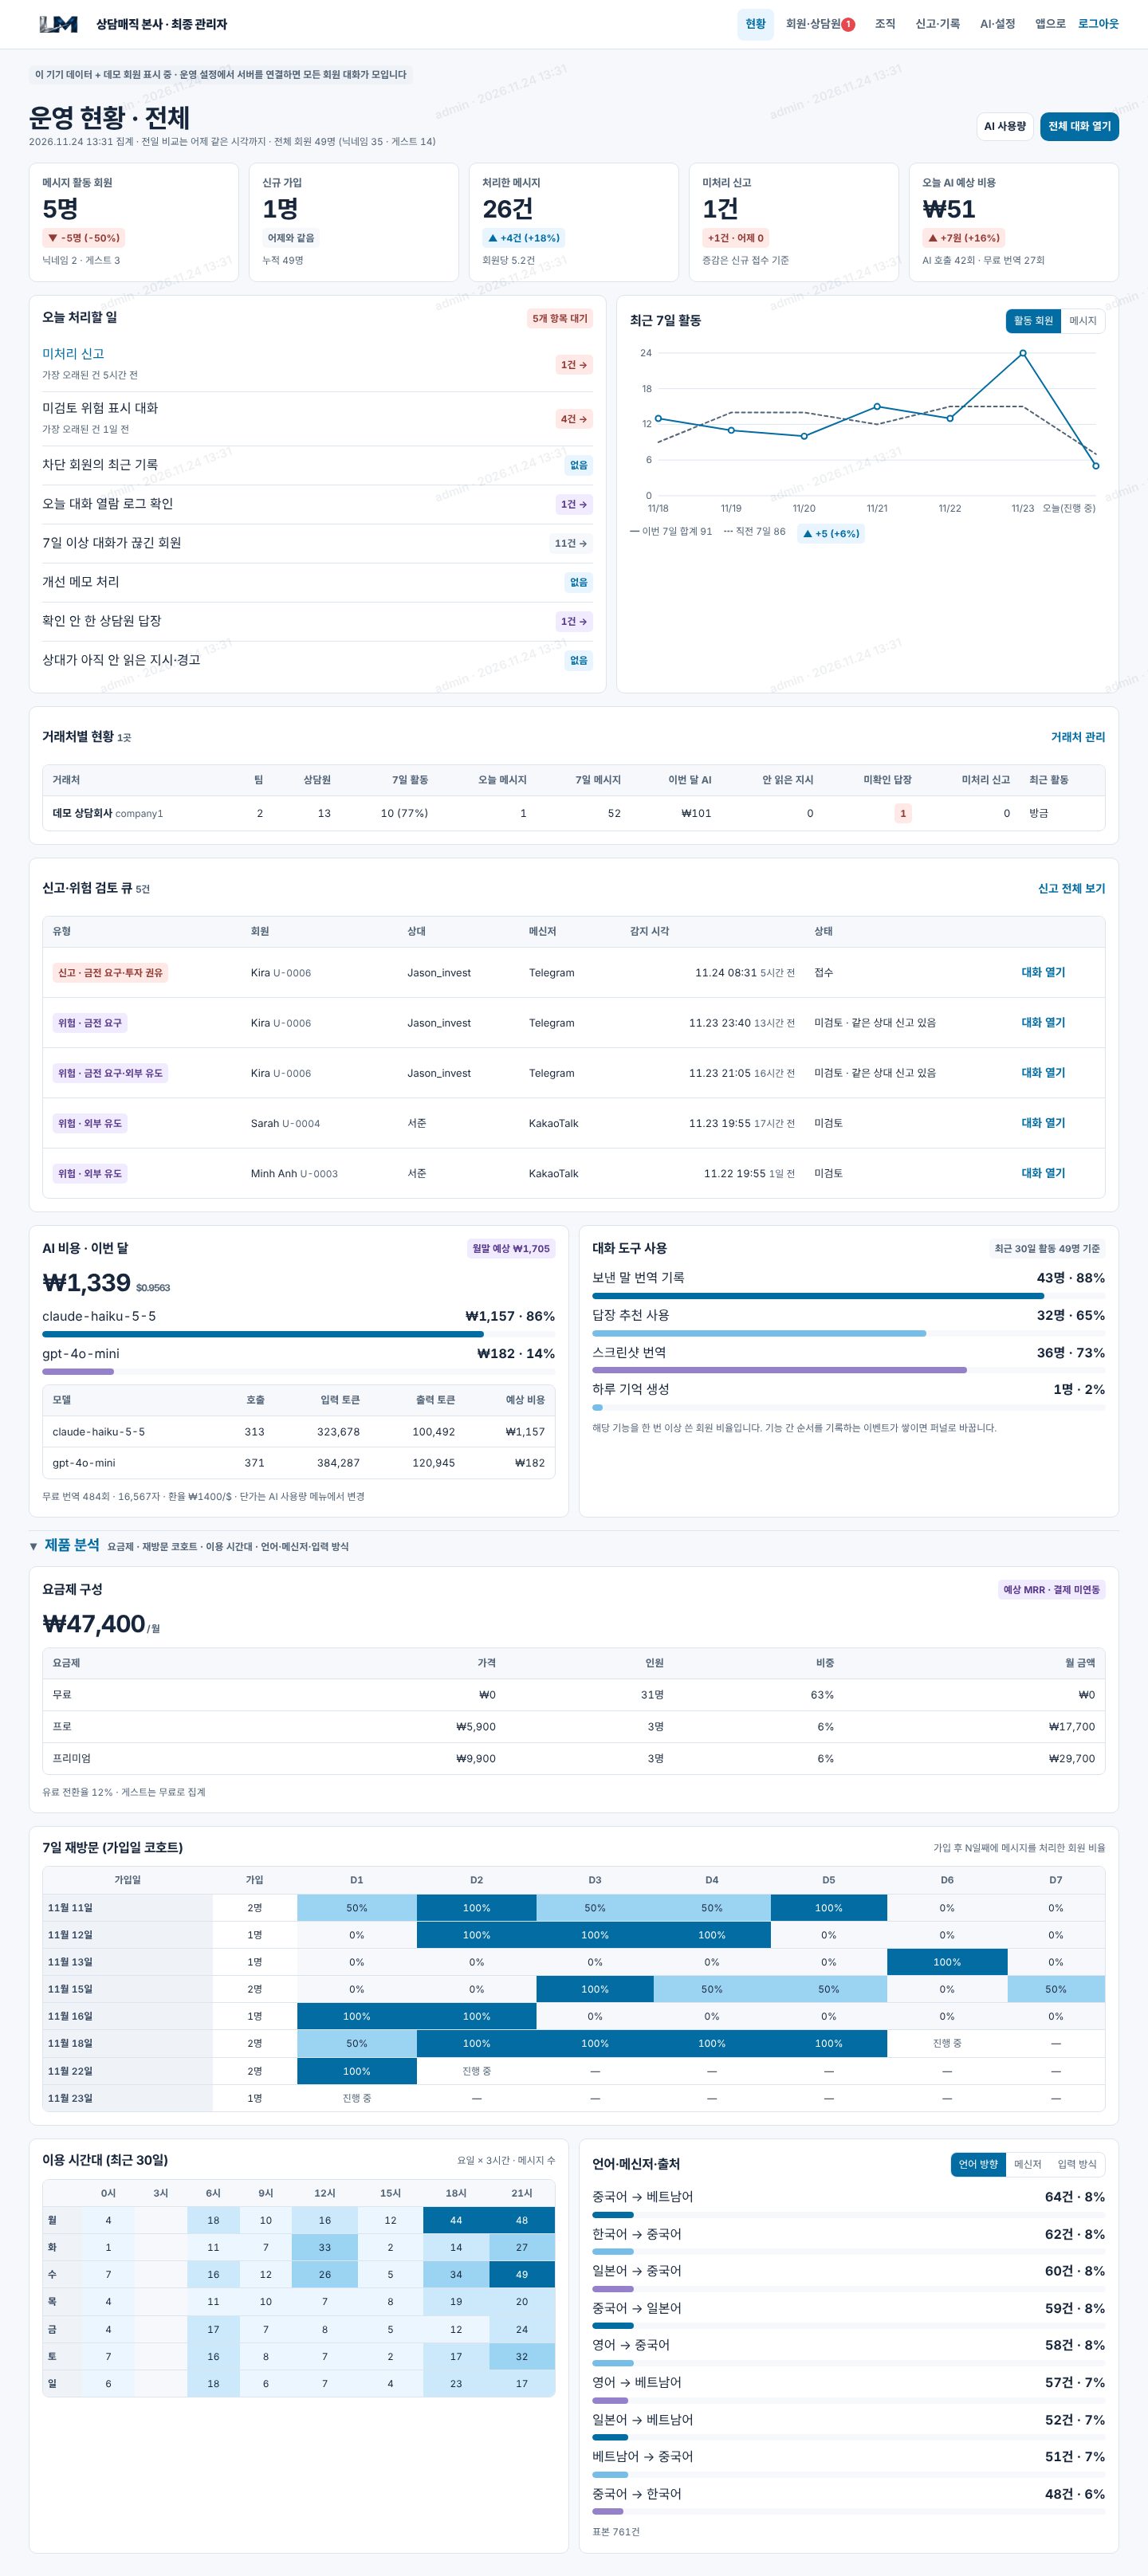 LM 상담매직 본사 · 최종 관리자 현황 회원·상담원 1 조직 신고·기록 AI·설정 앱으로 로그아웃
이 기기 데이터 + 데모 회원 표시 중 · 운영 설정에서 서버를 연결하면 모든 회원 대화가 모입니다
운영 현황 · 전체
2026.11.24 13:31 집계 · 전일 비교는 어제 같은 시각까지 · 전체 회원 49명 (닉네임 35 · 게스트 14)
AI 사용량 전체 대화 열기
메시지 활동 회원
5명
▼ -5명 (-50%)
닉네임 2 · 게스트 3
신규 가입
1명
어제와 같음
누적 49명
처리한 메시지
26건
▲ +4건 (+18%)
회원당 5.2건
미처리 신고
1건
+1건 · 어제 0
증감은 신규 접수 기준
오늘 AI 예상 비용
₩51
▲ +7원 (+16%)
AI 호출 42회 · 무료 번역 27회
오늘 처리할 일 5개 항목 대기
미처리 신고
가장 오래된 건 5시간 전
1건 →
미검토 위험 표시 대화
가장 오래된 건 1일 전
4건 →
차단 회원의 최근 기록 없음
오늘 대화 열람 로그 확인 1건 →
7일 이상 대화가 끊긴 회원 11건 →
개선 메모 처리 없음
확인 안 한 상담원 답장 1건 →
상대가 아직 안 읽은 지시·경고 없음
최근 7일 활동 활동 회원 메시지
24
18
12
6
0
11/18 11/19 11/20 11/21 11/22 11/23 오늘(진행 중)
━ 이번 7일 합계 91 --- 직전 7일 86 ▲ +5 (+6%)
거래처별 현황 1곳 거래처 관리
거래처 팀 상담원 7일 활동 오늘 메시지 7일 메시지 이번 달 AI 안 읽은 지시 미확인 답장 미처리 신고 최근 활동
데모 상담회사 company1 2 13 10 (77%) 1 52 ₩101 0 1 0 방금
신고·위험 검토 큐 5건 신고 전체 보기
유형 회원 상대 메신저 감지 시각 상태
신고 · 금전 요구·투자 권유 Kira U-0006 Jason_invest Telegram 11.24 08:31 5시간 전 접수 대화 열기
위험 · 금전 요구 Kira U-0006 Jason_invest Telegram 11.23 23:40 13시간 전 미검토 · 같은 상대 신고 있음 대화 열기
위험 · 금전 요구·외부 유도 Kira U-0006 Jason_invest Telegram 11.23 21:05 16시간 전 미검토 · 같은 상대 신고 있음 대화 열기
위험 · 외부 유도 Sarah U-0004 서준 KakaoTalk 11.23 19:55 17시간 전 미검토 대화 열기
위험 · 외부 유도 Minh Anh U-0003 서준 KakaoTalk 11.22 19:55 1일 전 미검토 대화 열기
AI 비용 · 이번 달 월말 예상 ₩1,705
₩1,339 $0.9563
claude-haiku-5-5 ₩1,157 · 86%
gpt-4o-mini ₩182 · 14%
모델 호출 입력 토큰 출력 토큰 예상 비용
claude-haiku-5-5 313 323,678 100,492 ₩1,157
gpt-4o-mini 371 384,287 120,945 ₩182
무료 번역 484회 · 16,567자 · 환율 ₩1400/$ · 단가는 AI 사용량 메뉴에서 변경
대화 도구 사용 최근 30일 활동 49명 기준
보낸 말 번역 기록 43명 · 88%
답장 추천 사용 32명 · 65%
스크린샷 번역 36명 · 73%
하루 기억 생성 1명 · 2%
해당 기능을 한 번 이상 쓴 회원 비율입니다. 기능 간 순서를 기록하는 이벤트가 쌓이면 퍼널로 바꿉니다.
▼ 제품 분석 요금제 · 재방문 코호트 · 이용 시간대 · 언어·메신저·입력 방식
요금제 구성 예상 MRR · 결제 미연동
₩47,400/월
요금제 가격 인원 비중 월 금액
무료 ₩0 31명 63% ₩0
프로 ₩5,900 3명 6% ₩17,700
프리미엄 ₩9,900 3명 6% ₩29,700
유료 전환율 12% · 게스트는 무료로 집계
7일 재방문 (가입일 코호트) 가입 후 N일째에 메시지를 처리한 회원 비율
가입일 가입 D1 D2 D3 D4 D5 D6 D7
11월 11일 2명 50% 100% 50% 50% 100% 0% 0%
11월 12일 1명 0% 100% 100% 100% 0% 0% 0%
11월 13일 1명 0% 0% 0% 0% 0% 100% 0%
11월 15일 2명 0% 0% 100% 50% 50% 0% 50%
11월 16일 1명 100% 100% 0% 0% 0% 0% 0%
11월 18일 2명 50% 100% 100% 100% 100% 진행 중 —
11월 22일 2명 100% 진행 중 — — — — —
11월 23일 1명 진행 중 — — — — — —
이용 시간대 (최근 30일) 요일 × 3시간 · 메시지 수
0시 3시 6시 9시 12시 15시 18시 21시
월 4 18 10 16 12 44 48
화 1 11 7 33 2 14 27
수 7 16 12 26 5 34 49
목 4 11 10 7 8 19 20
금 4 17 7 8 5 12 24
토 7 16 8 7 2 17 32
일 6 18 6 7 4 23 17
언어·메신저·출처 언어 방향 메신저 입력 방식
중국어 → 베트남어 64건 · 8%
한국어 → 중국어 62건 · 8%
일본어 → 중국어 60건 · 8%
중국어 → 일본어 59건 · 8%
영어 → 중국어 58건 · 8%
영어 → 베트남어 57건 · 7%
일본어 → 베트남어 52건 · 7%
베트남어 → 중국어 51건 · 7%
중국어 → 한국어 48건 · 6%
표본 761건
admin · 2026.11.24 13:31